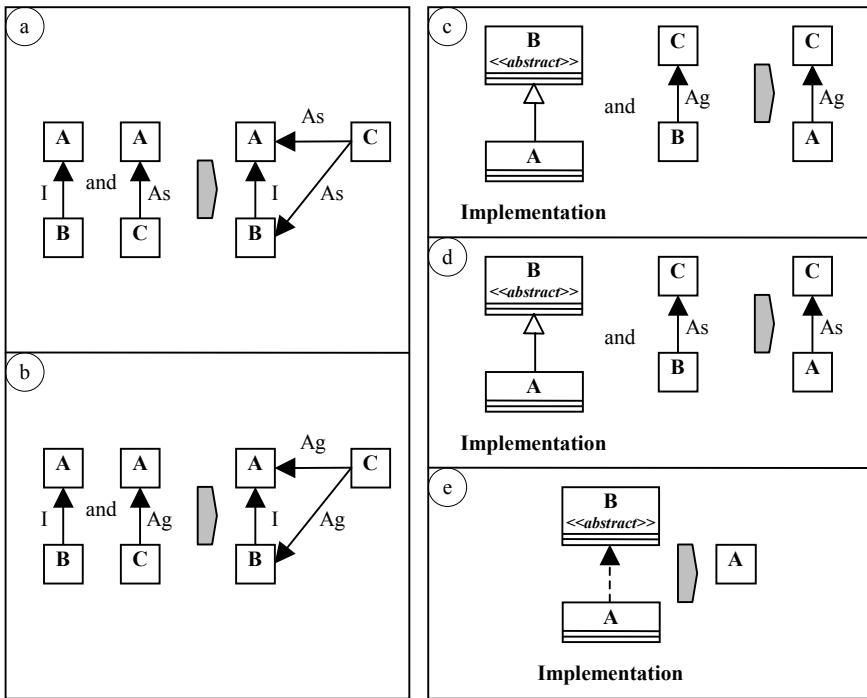 a
A A A As C
I and As I As
B C B
b
A A A Ag C
I and Ag I Ag
B C B
c
B C C
<<abstract>>
and Ag Ag
A B A
Implementation
d
B C C
<<abstract>>
and As As
A B A
Implementation
e
B
<<abstract>>
A
A
Implementation